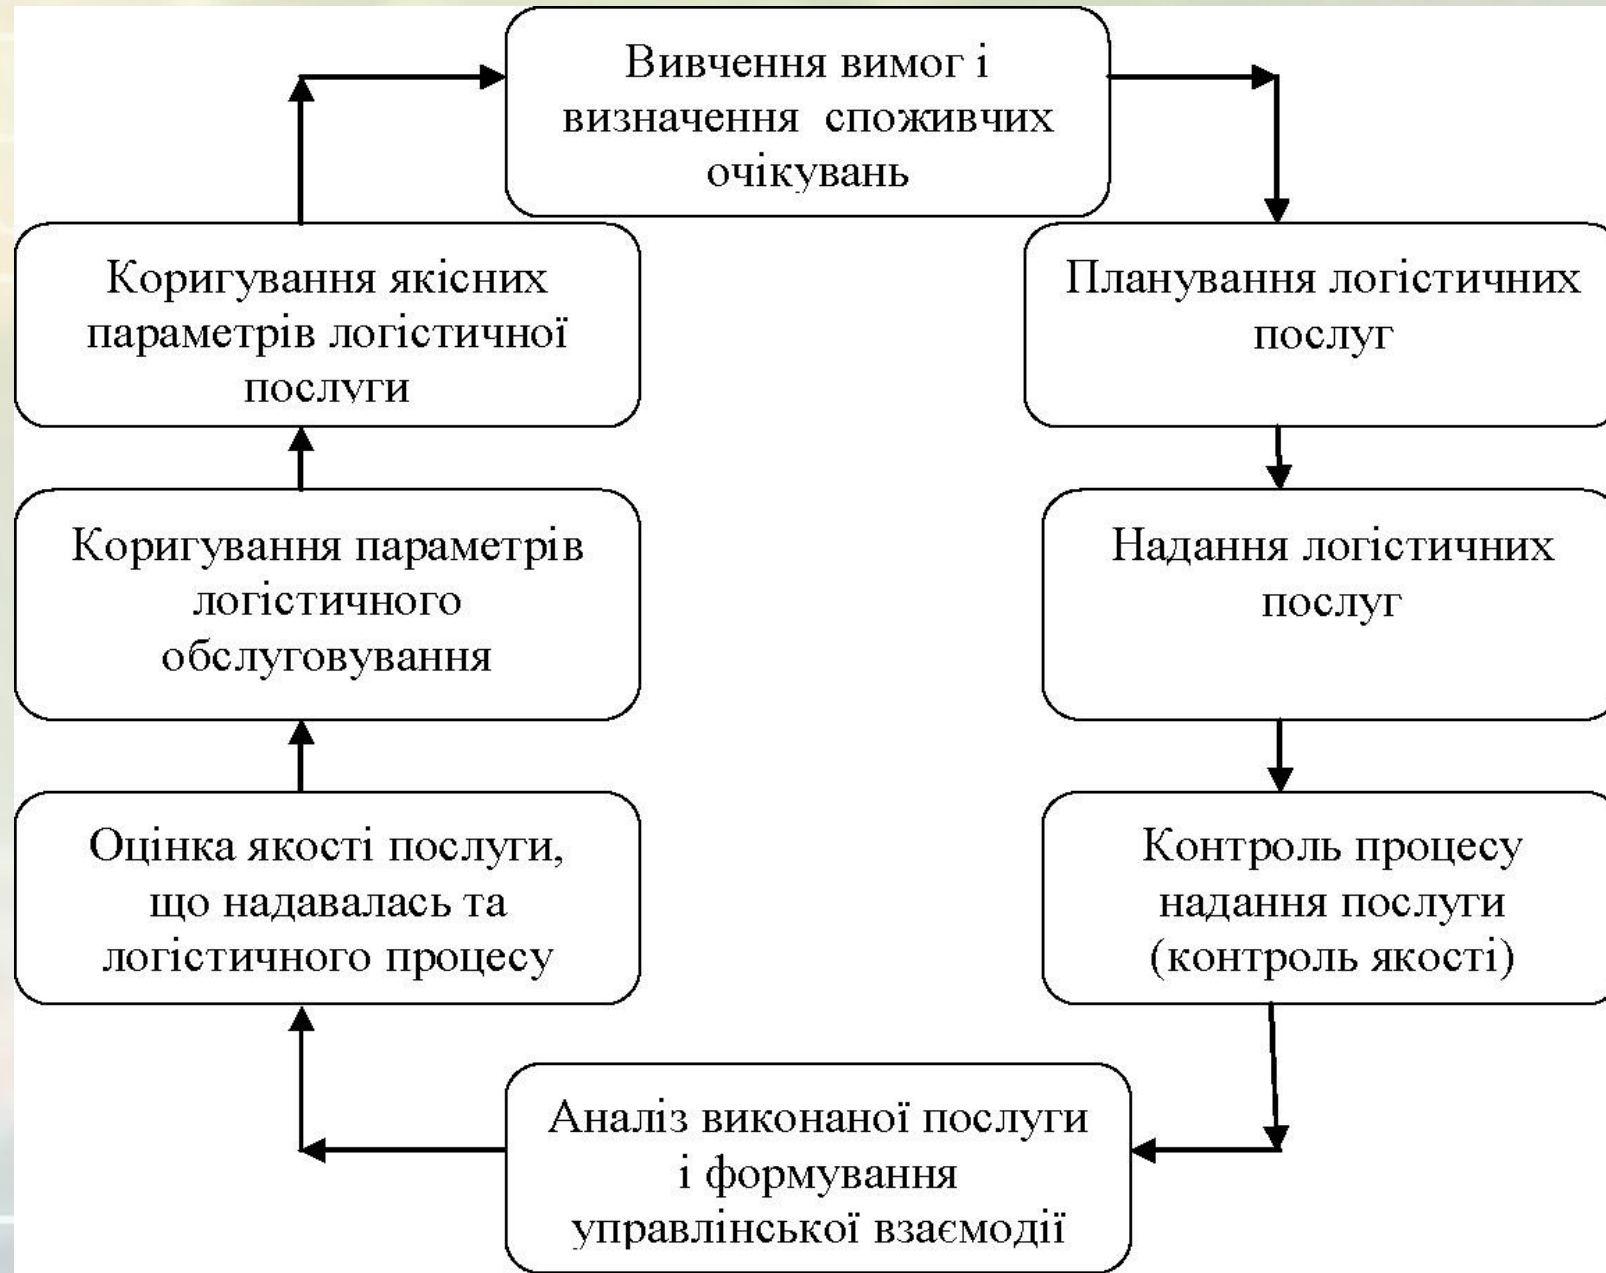 Вивчення вимог і
визначення споживчих
очікувань
Планування логістичних
послуг
Надання логістичних
послуг
Контроль процесу
надання послуги
(контроль якості)
Аналіз виконаної послуги
і формування
управлінської взаємодії
Оцінка якості послуги,
що надавалась та
логістичного процесу
Коригування параметрів
логістичного
обслуговування
Коригування якісних
параметрів логістичної
послуги